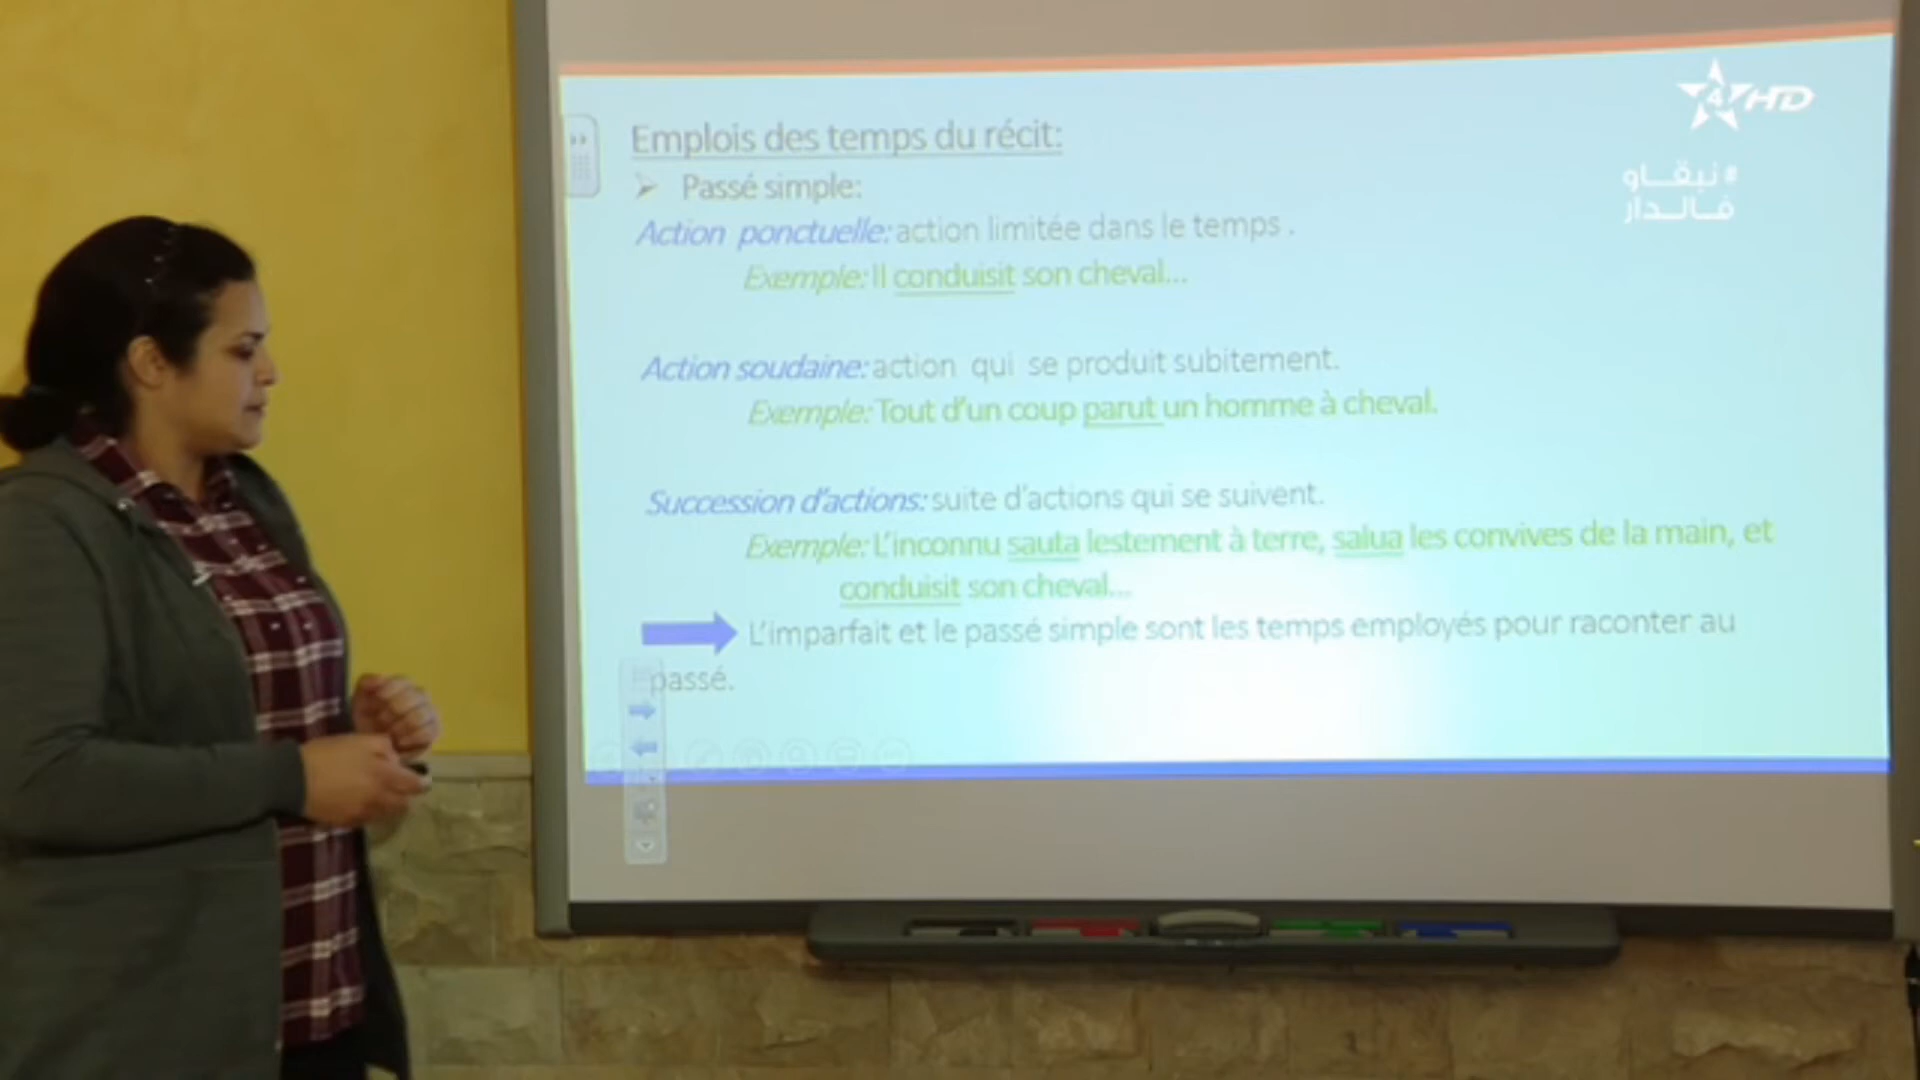 4 HD
#نبقاو
فالدار
Emplois des temps du récit:
➢ Passé simple:
Action ponctuelle: action limitée dans le temps .
Exemple: Il conduisit son cheval...
Action soudaine: action qui se produit subitement.
Exemple: Tout d'un coup parut un homme à cheval.
Succession d'actions: suite d'actions qui se suivent.
Exemple: L'inconnu sauta lestement à terre, salua les convives de la main, et
conduisit son cheval...
L'imparfait et le passé simple sont les temps employés pour raconter au
passé.